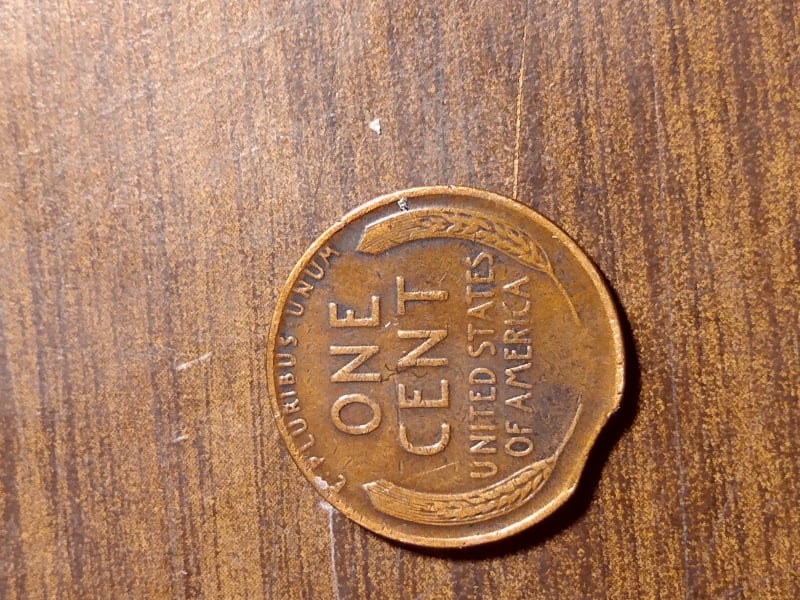 E PLURIBUS UNUM
ONE
CENT
UNITED STATES
OF AMERICA